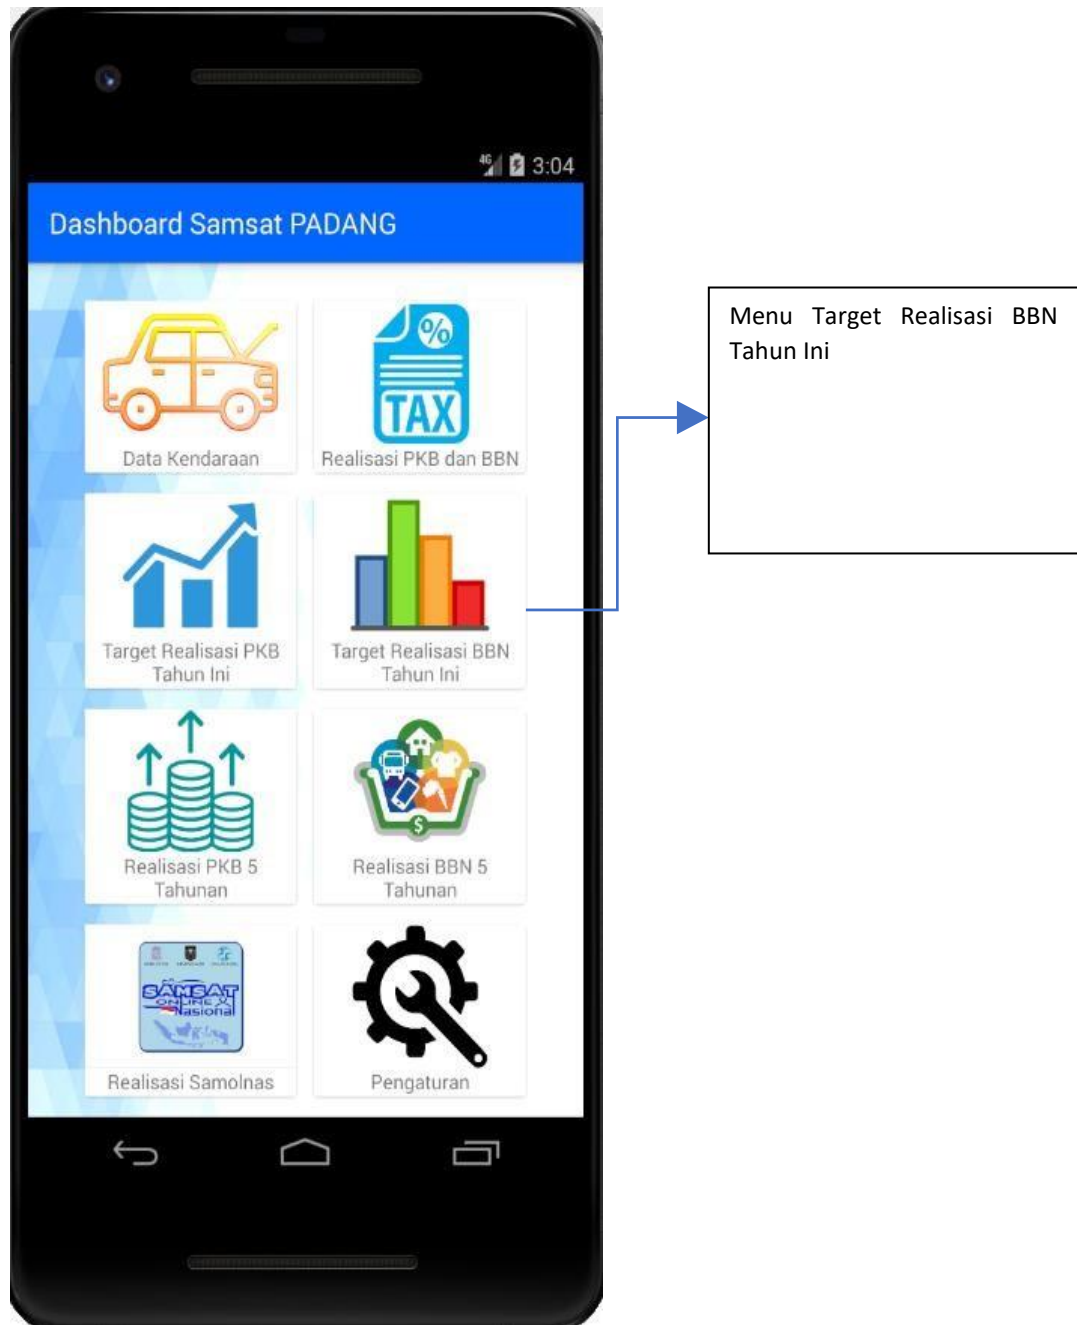 4G 3:04
Dashboard Samsat PADANG
Menu Target Realisasi BBN
Tahun Ini
%
TAX
Data Kendaraan
Realisasi PKB dan BBN
Target Realisasi PKB
Tahun Ini
Target Realisasi BBN
Tahun Ini
$
Realisasi PKB 5
Tahunan
Realisasi BBN 5
Tahunan
SAMSAT
ONLINE
Nasional
Realisasi Samolnas
Pengaturan